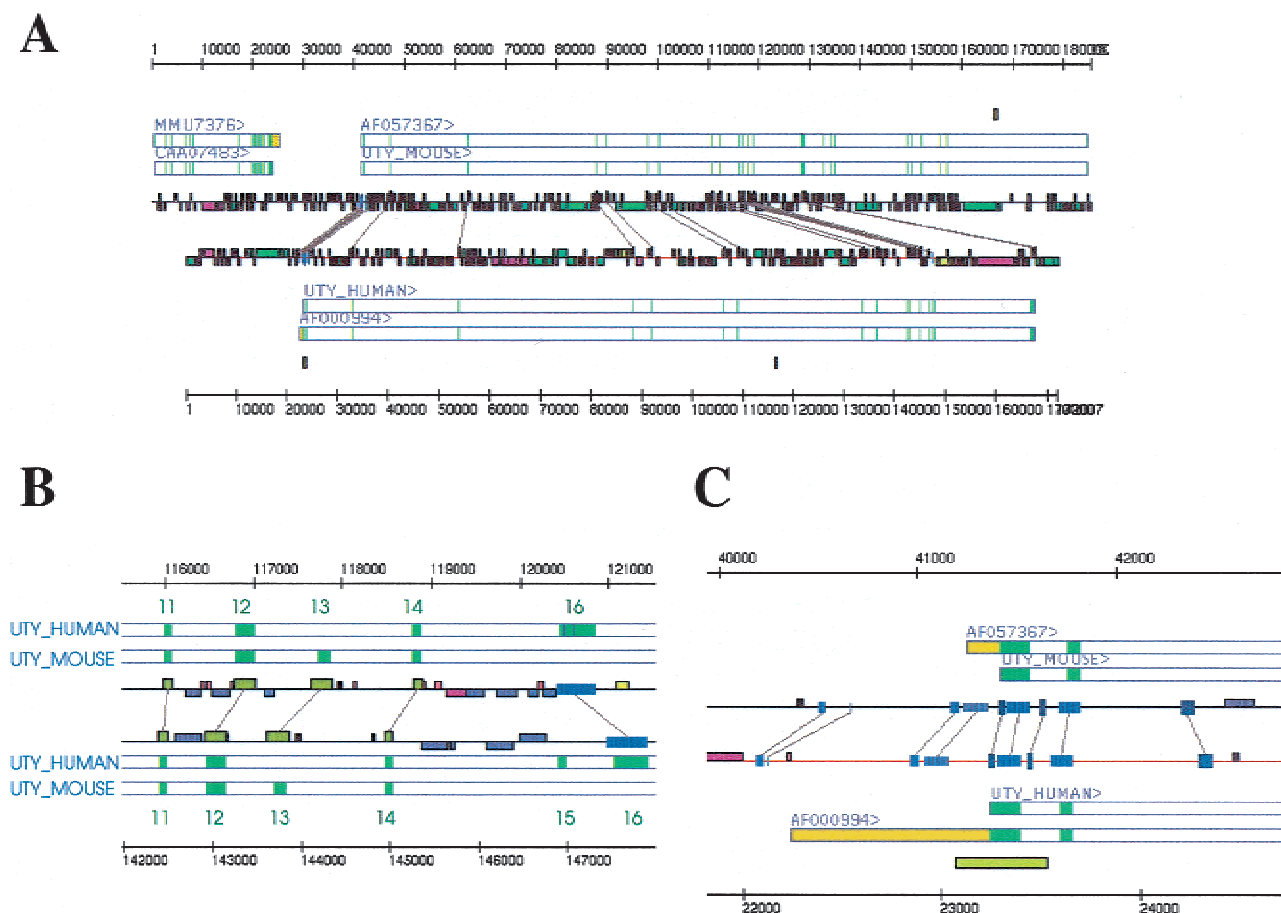 A
1 10000 20000 30000 40000 50000 60000 70000 80000 90000 100000 110000 120000 130000 140000 150000 160000 170000 180000
MMU7376> AF057367>
CAA07483> UTY_MOUSE>
UTY_HUMAN>
AF000994>
1 10000 20000 30000 40000 50000 60000 70000 80000 90000 100000 110000 120000 130000 140000 150000 160000
B
116000 117000 118000 119000 120000 121000
11 12 13 14 16
UTY_HUMAN
UTY_MOUSE
UTY_HUMAN
UTY_MOUSE
11 12 13 14 15 16
142000 143000 144000 145000 146000 147000
C
40000 41000 42000
AF057367>
UTY_MOUSE>
UTY_HUMAN>
AF000994>
22000 23000 24000